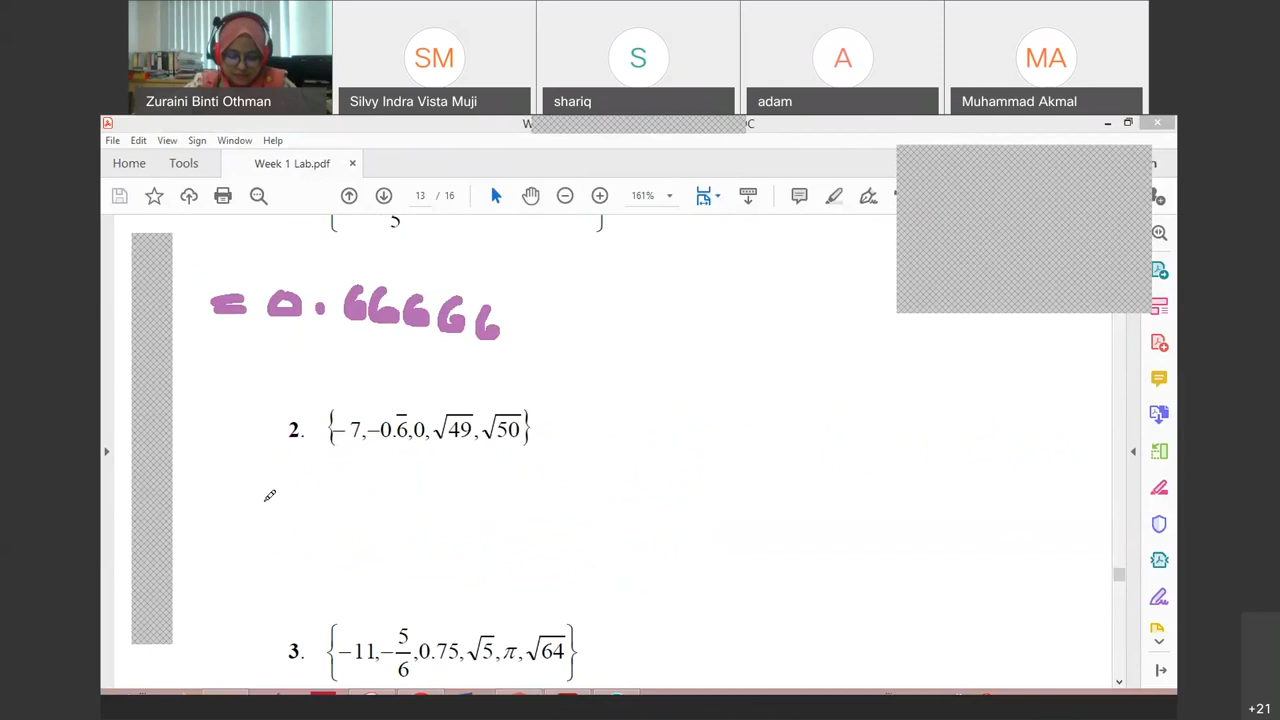 SM
S
A
MA
Zuraini Binti Othman
Silvy Indra Vista Muji
shariq
adam
Muhammad Akmal
File Edit View Sign Window Help
Home Tools Week 1 Lab.pdf ×
13 / 16 161%
5
= 0.66666
2. {−7,−0.6̅,0,√49,√50}
3. {−11,−5/6,0.75,√5,π,√64}
+21